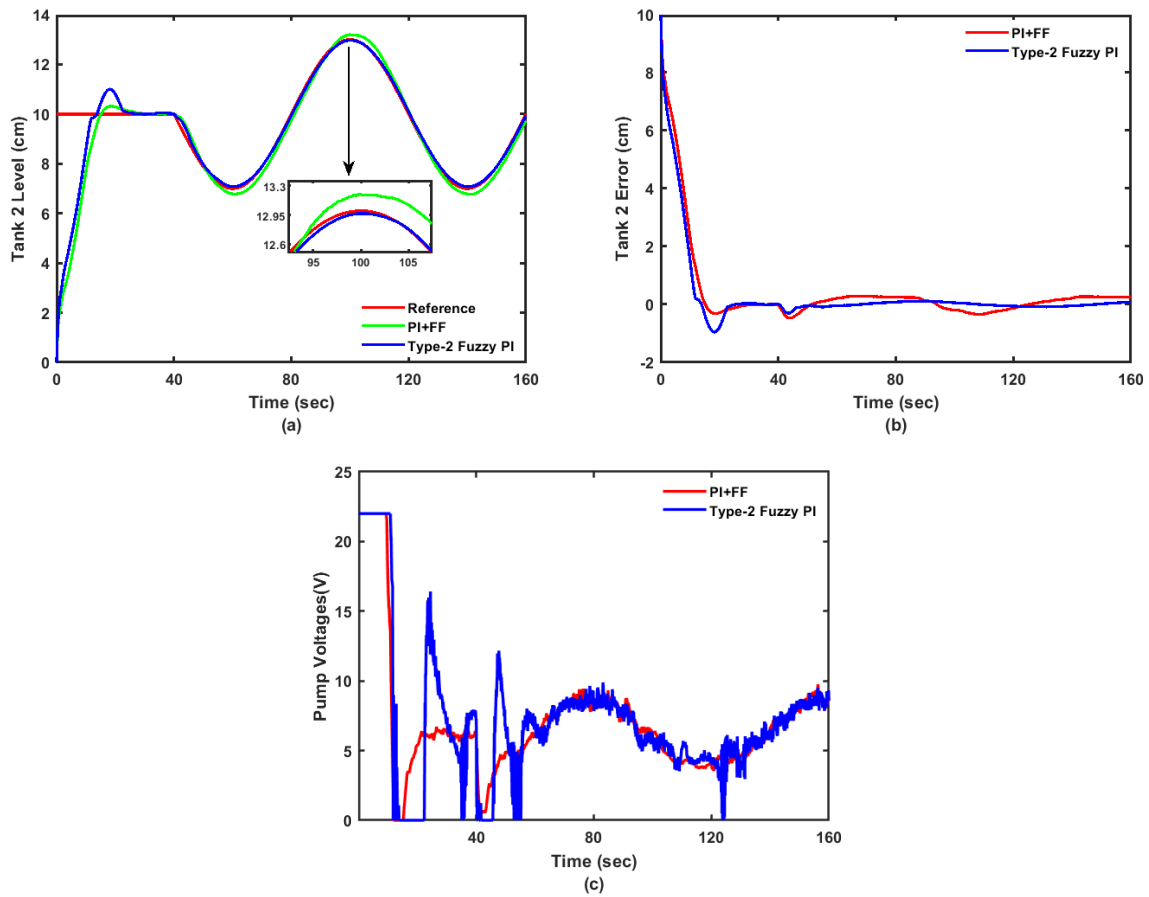 14
12
10
8
6
4
2
0
Tank 2 Level (cm)
13.3
12.95
12.6
95
100
105
Reference
PI+FF
Type-2 Fuzzy PI
0
40
80
120
160
Time (sec)
(a)
10
8
6
4
2
0
-2
Tank 2 Error (cm)
PI+FF
Type-2 Fuzzy PI
0
40
80
120
160
Time (sec)
(b)
25
20
15
10
5
0
Pump Voltages(V)
PI+FF
Type-2 Fuzzy PI
40
80
120
160
Time (sec)
(c)